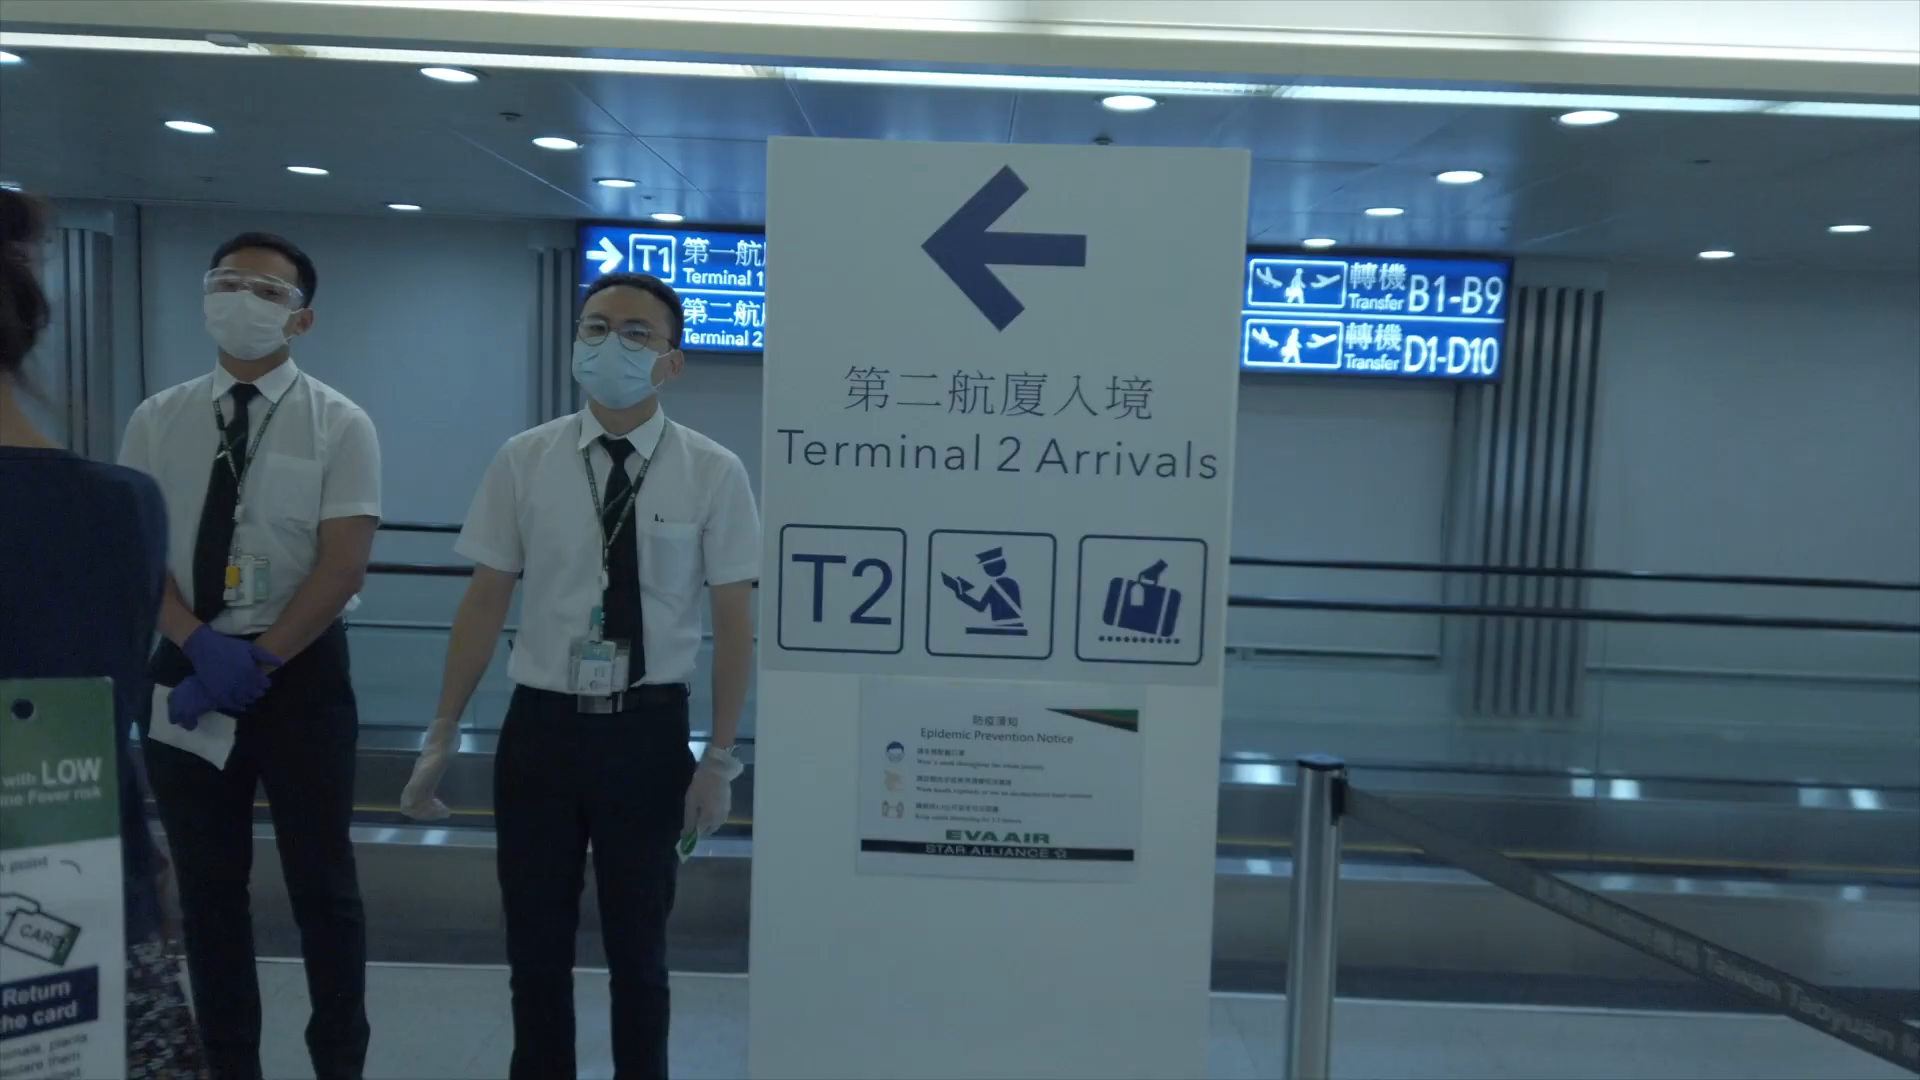 T1 第一航
Terminal 1
第二航
Terminal 2
轉機
Transfer B1-B9
轉機
Transfer D1-D10
第二航廈入境
Terminal 2 Arrivals
T2
防疫須知
Epidemic Prevention Notice
EVA AIR
STAR ALLIANCE
with LOW
Fever risk
CARD
Return
the card
Taiwan Taoyuan